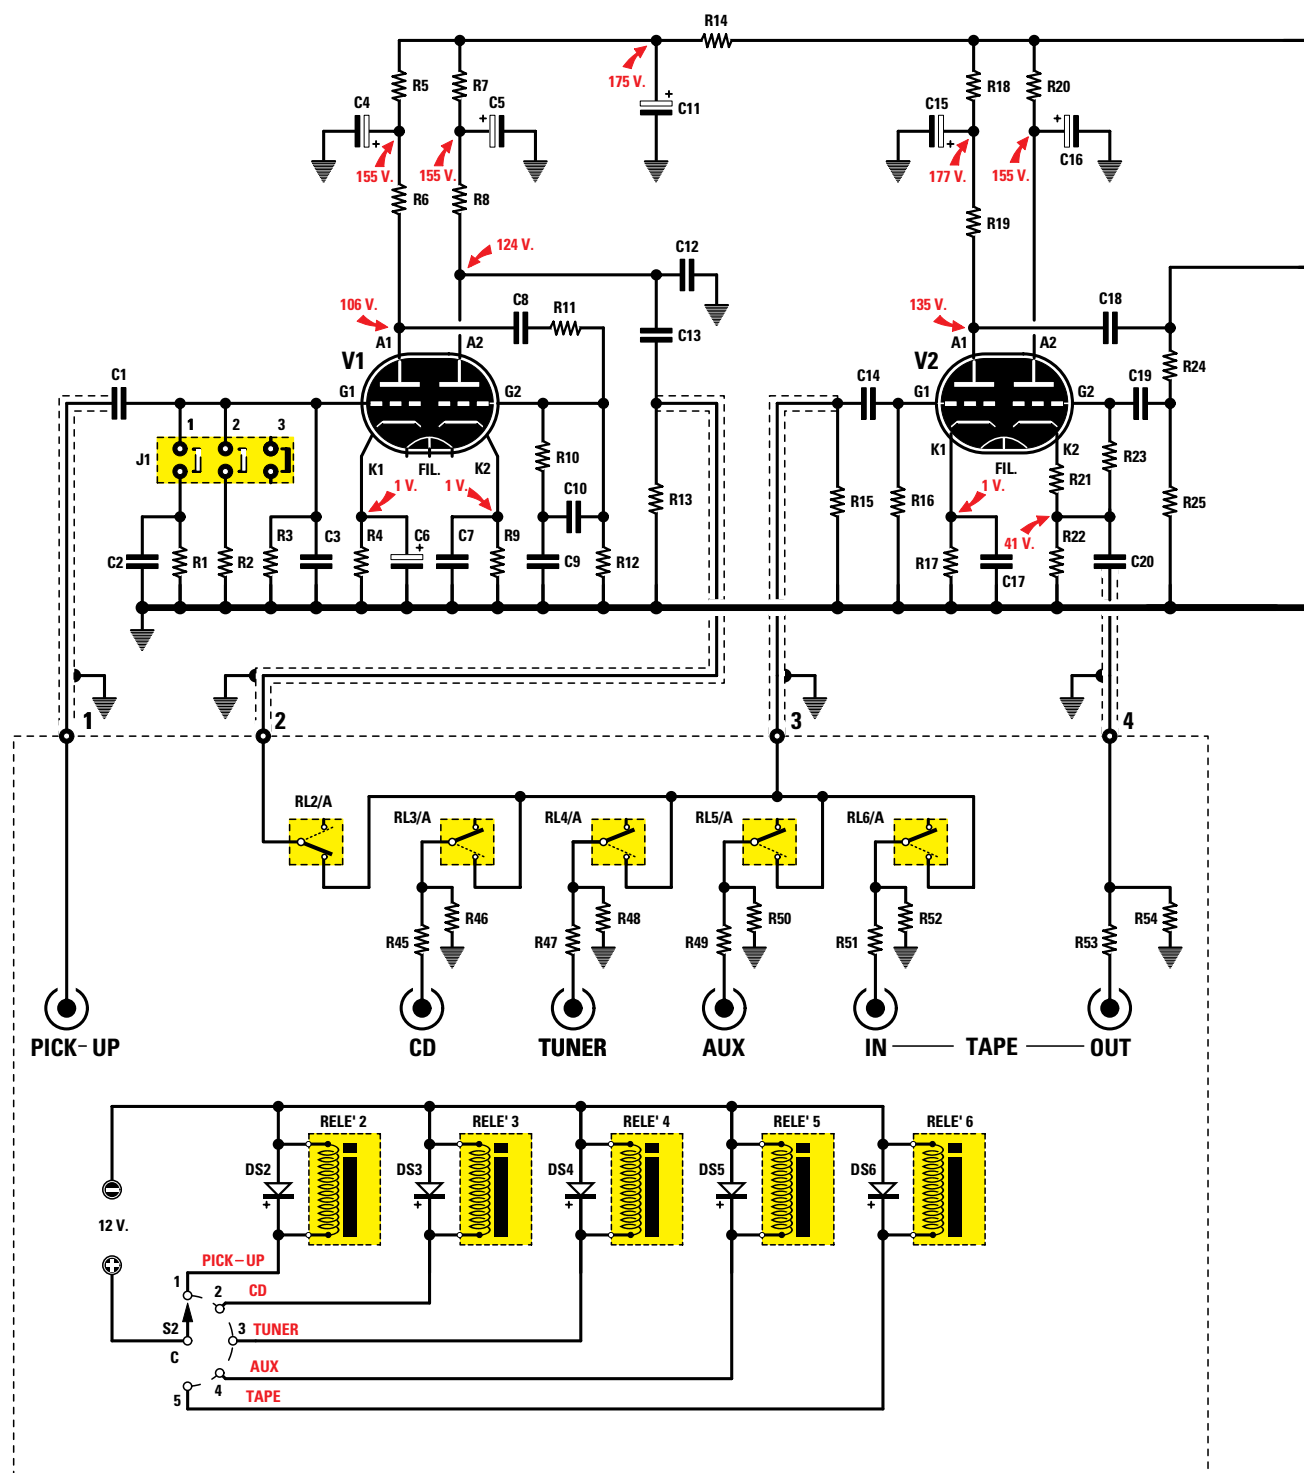 R14
R5 R7 175 V. C11 R18 R20
C4 C5 C15 C16
155 V. 155 V. 177 V. 155 V.
R6 R8 R19
124 V. C12
106 V. C8 R11 C13 135 V. C18
A1 A2 A1 A2
V1 V2
C1 G1 G2 C14 G1 G2 C19 R24
1 2 3
J1
K1 FIL. K2 R10 K1 FIL. K2 R23
1 V. 1 V. C10 R13 R15 R16 1 V. R21 R25
C2 R1 R2 R3 C3 R4 C6 C7 R9 C9 R12 R17 C17 41 V. R22 C20
1 2 3 4
RL2/A RL3/A RL4/A RL5/A RL6/A
R46 R48 R50 R52 R54
R45 R47 R49 R51 R53
PICK-UP CD TUNER AUX IN TAPE OUT
RELE' 2 RELE' 3 RELE' 4 RELE' 5 RELE' 6
DS2 DS3 DS4 DS5 DS6
+ + + + +
12 V.
PICK-UP
1 2 CD
S2 3 TUNER
C
AUX
4
5 TAPE